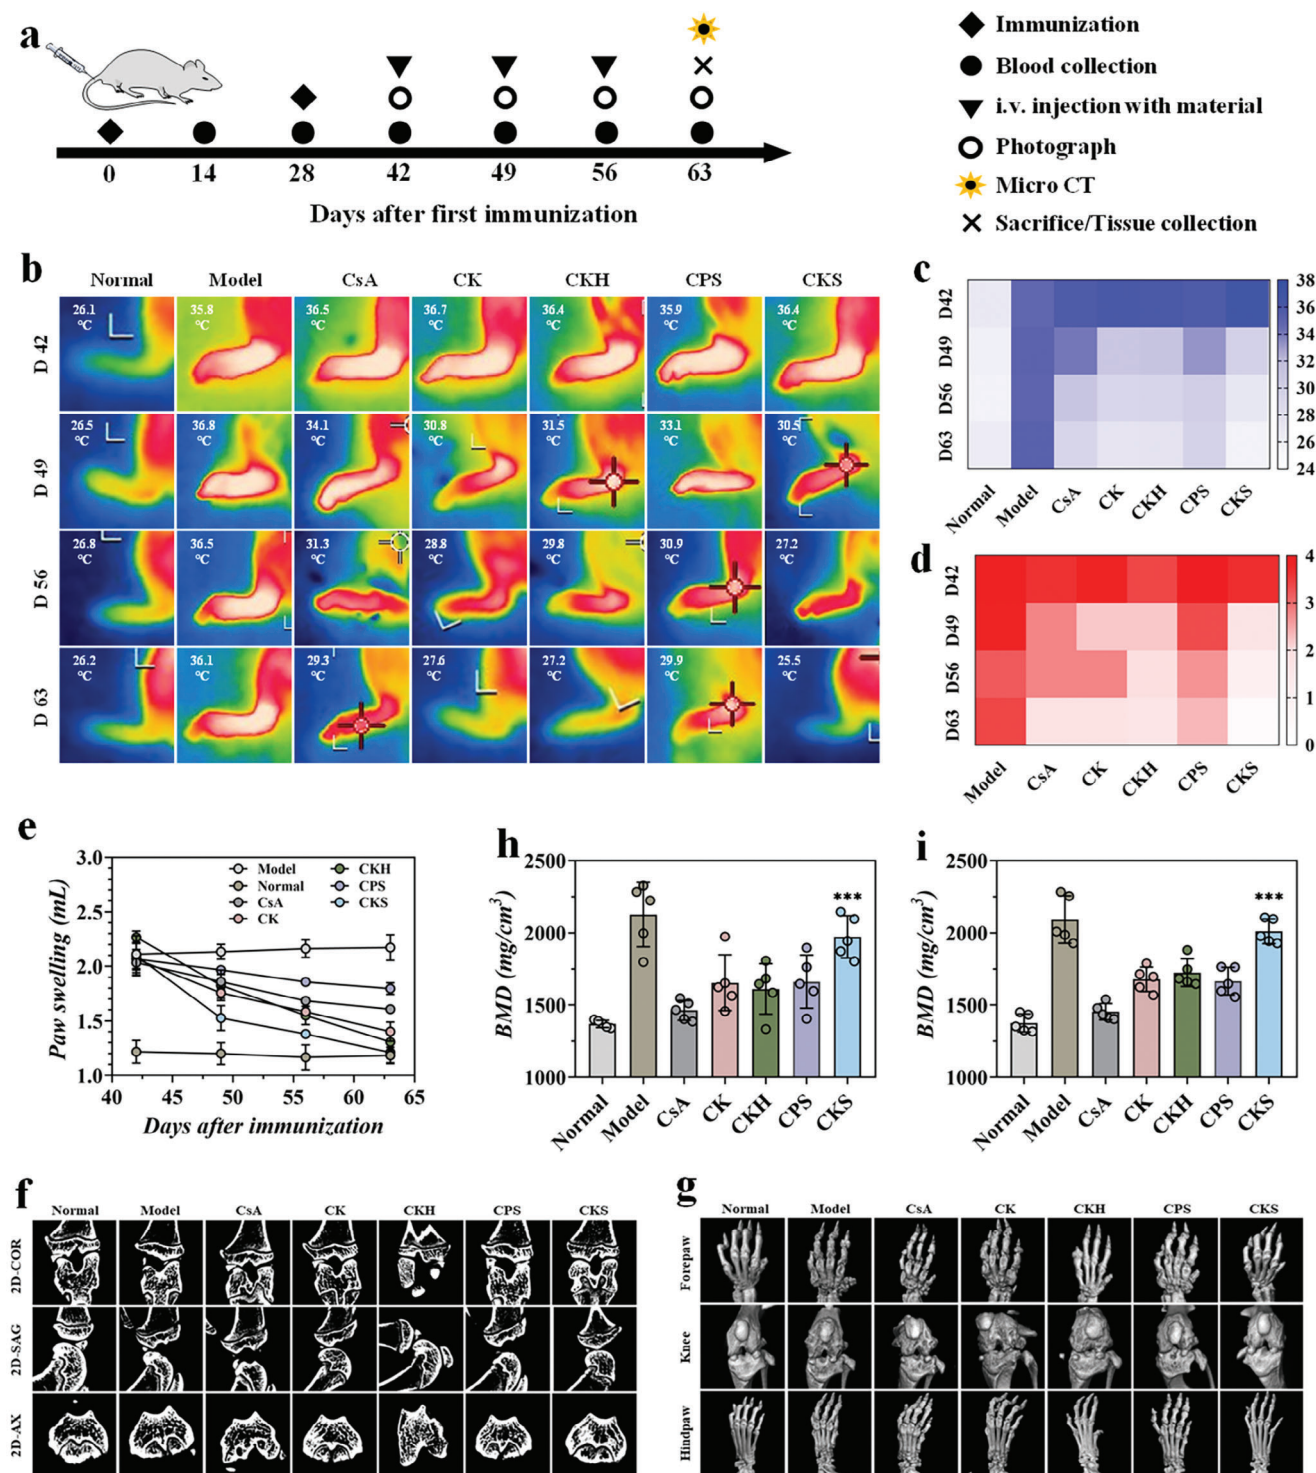 a
Immunization
Blood collection
i.v. injection with material
Photograph
Micro CT
Sacrifice/Tissue collection
0 14 28 42 49 56 63
Days after first immunization
b
Normal Model CsA CK CKH CPS CKS
D 42
26.1 °C 35.8 °C 36.5 °C 36.7 °C 36.4 °C 35.9 °C 36.4 °C
D 49
26.5 °C 36.8 °C 34.1 °C 30.8 °C 31.5 °C 33.1 °C 30.5 °C
D 56
26.8 °C 36.5 °C 31.3 °C 28.8 °C 29.8 °C 30.9 °C 27.2 °C
D 63
26.2 °C 36.1 °C 29.3 °C 27.6 °C 27.2 °C 29.9 °C 25.5 °C
c
D42
D49
D56
D63
38
36
34
32
30
28
26
24
Normal Model CsA CK CKH CPS CKS
d
D42
D49
D56
D63
4
3
2
1
0
Model CsA CK CKH CPS CKS
e
Paw swelling (mL)
3.0
2.5
2.0
1.5
1.0
Model
Normal
CsA
CK
CKH
CPS
CKS
40 45 50 55 60 65
Days after immunization
h
BMD (mg/cm³)
2500
2000
1500
1000
***
Normal Model CsA CK CKH CPS CKS
i
BMD (mg/cm³)
2500
2000
1500
1000
***
Normal Model CsA CK CKH CPS CKS
f
Normal Model CsA CK CKH CPS CKS
2D-COR
2D-SAG
2D-AX
g
Normal Model CsA CK CKH CPS CKS
Forepaw
Knee
Hindpaw